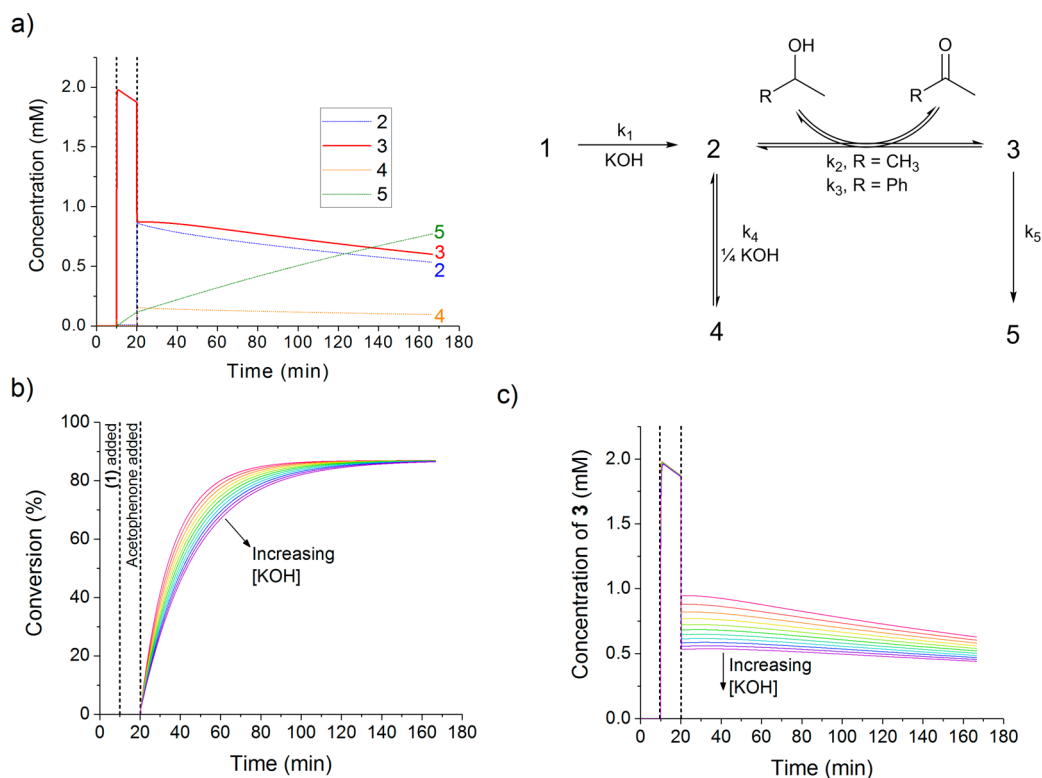 a)
Concentration (mM)
2.0
1.5
1.0
0.5
0.0
0 20 40 60 80 100 120 140 160 180
Time (min)
2
3
4
5
5
3
2
4
OH
R
O
R
1
k1
KOH
2
k2, R = CH3
k3, R = Ph
3
k4
¼ KOH
k5
4
5
b)
Conversion (%)
100
80
60
40
20
0
0 20 40 60 80 100 120 140 160 180
Time (min)
(1) added
Acetophenone added
Increasing
[KOH]
c)
Concentration of 3 (mM)
2.0
1.5
1.0
0.5
0.0
0 20 40 60 80 100 120 140 160 180
Time (min)
Increasing
[KOH]